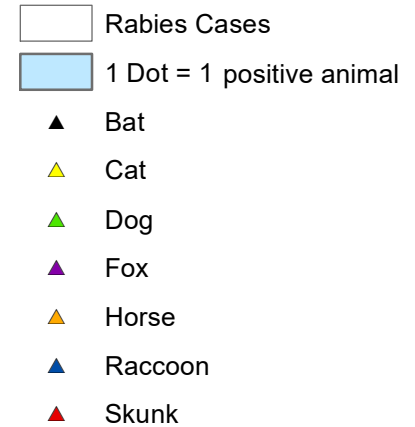 Rabies Cases
1 Dot = 1 positive animal
Bat
Cat
Dog
Fox
Horse
Raccoon
Skunk